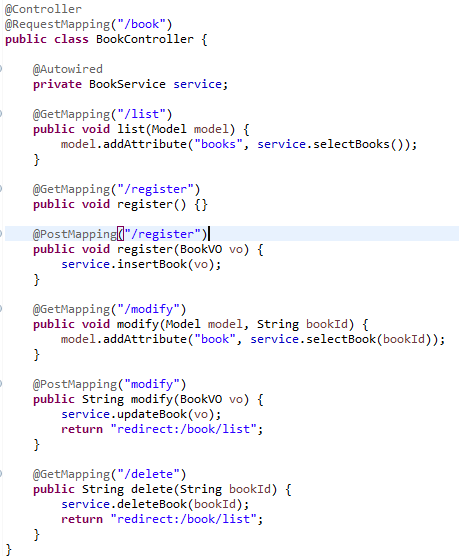 @Controller
@RequestMapping("/book")
public class BookController {
@Autowired
private BookService service;
@GetMapping("/list")
public void list(Model model) {
model.addAttribute("books", service.selectBooks());
}
@GetMapping("/register")
public void register() {}
@PostMapping("/register")
public void register(BookVO vo) {
service.insertBook(vo);
}
@GetMapping("/modify")
public void modify(Model model, String bookId) {
model.addAttribute("book", service.selectBook(bookId));
}
@PostMapping("modify")
public String modify(BookVO vo) {
service.updateBook(vo);
return "redirect:/book/list";
}
@GetMapping("/delete")
public String delete(String bookId) {
service.deleteBook(bookId);
return "redirect:/book/list";
}
}